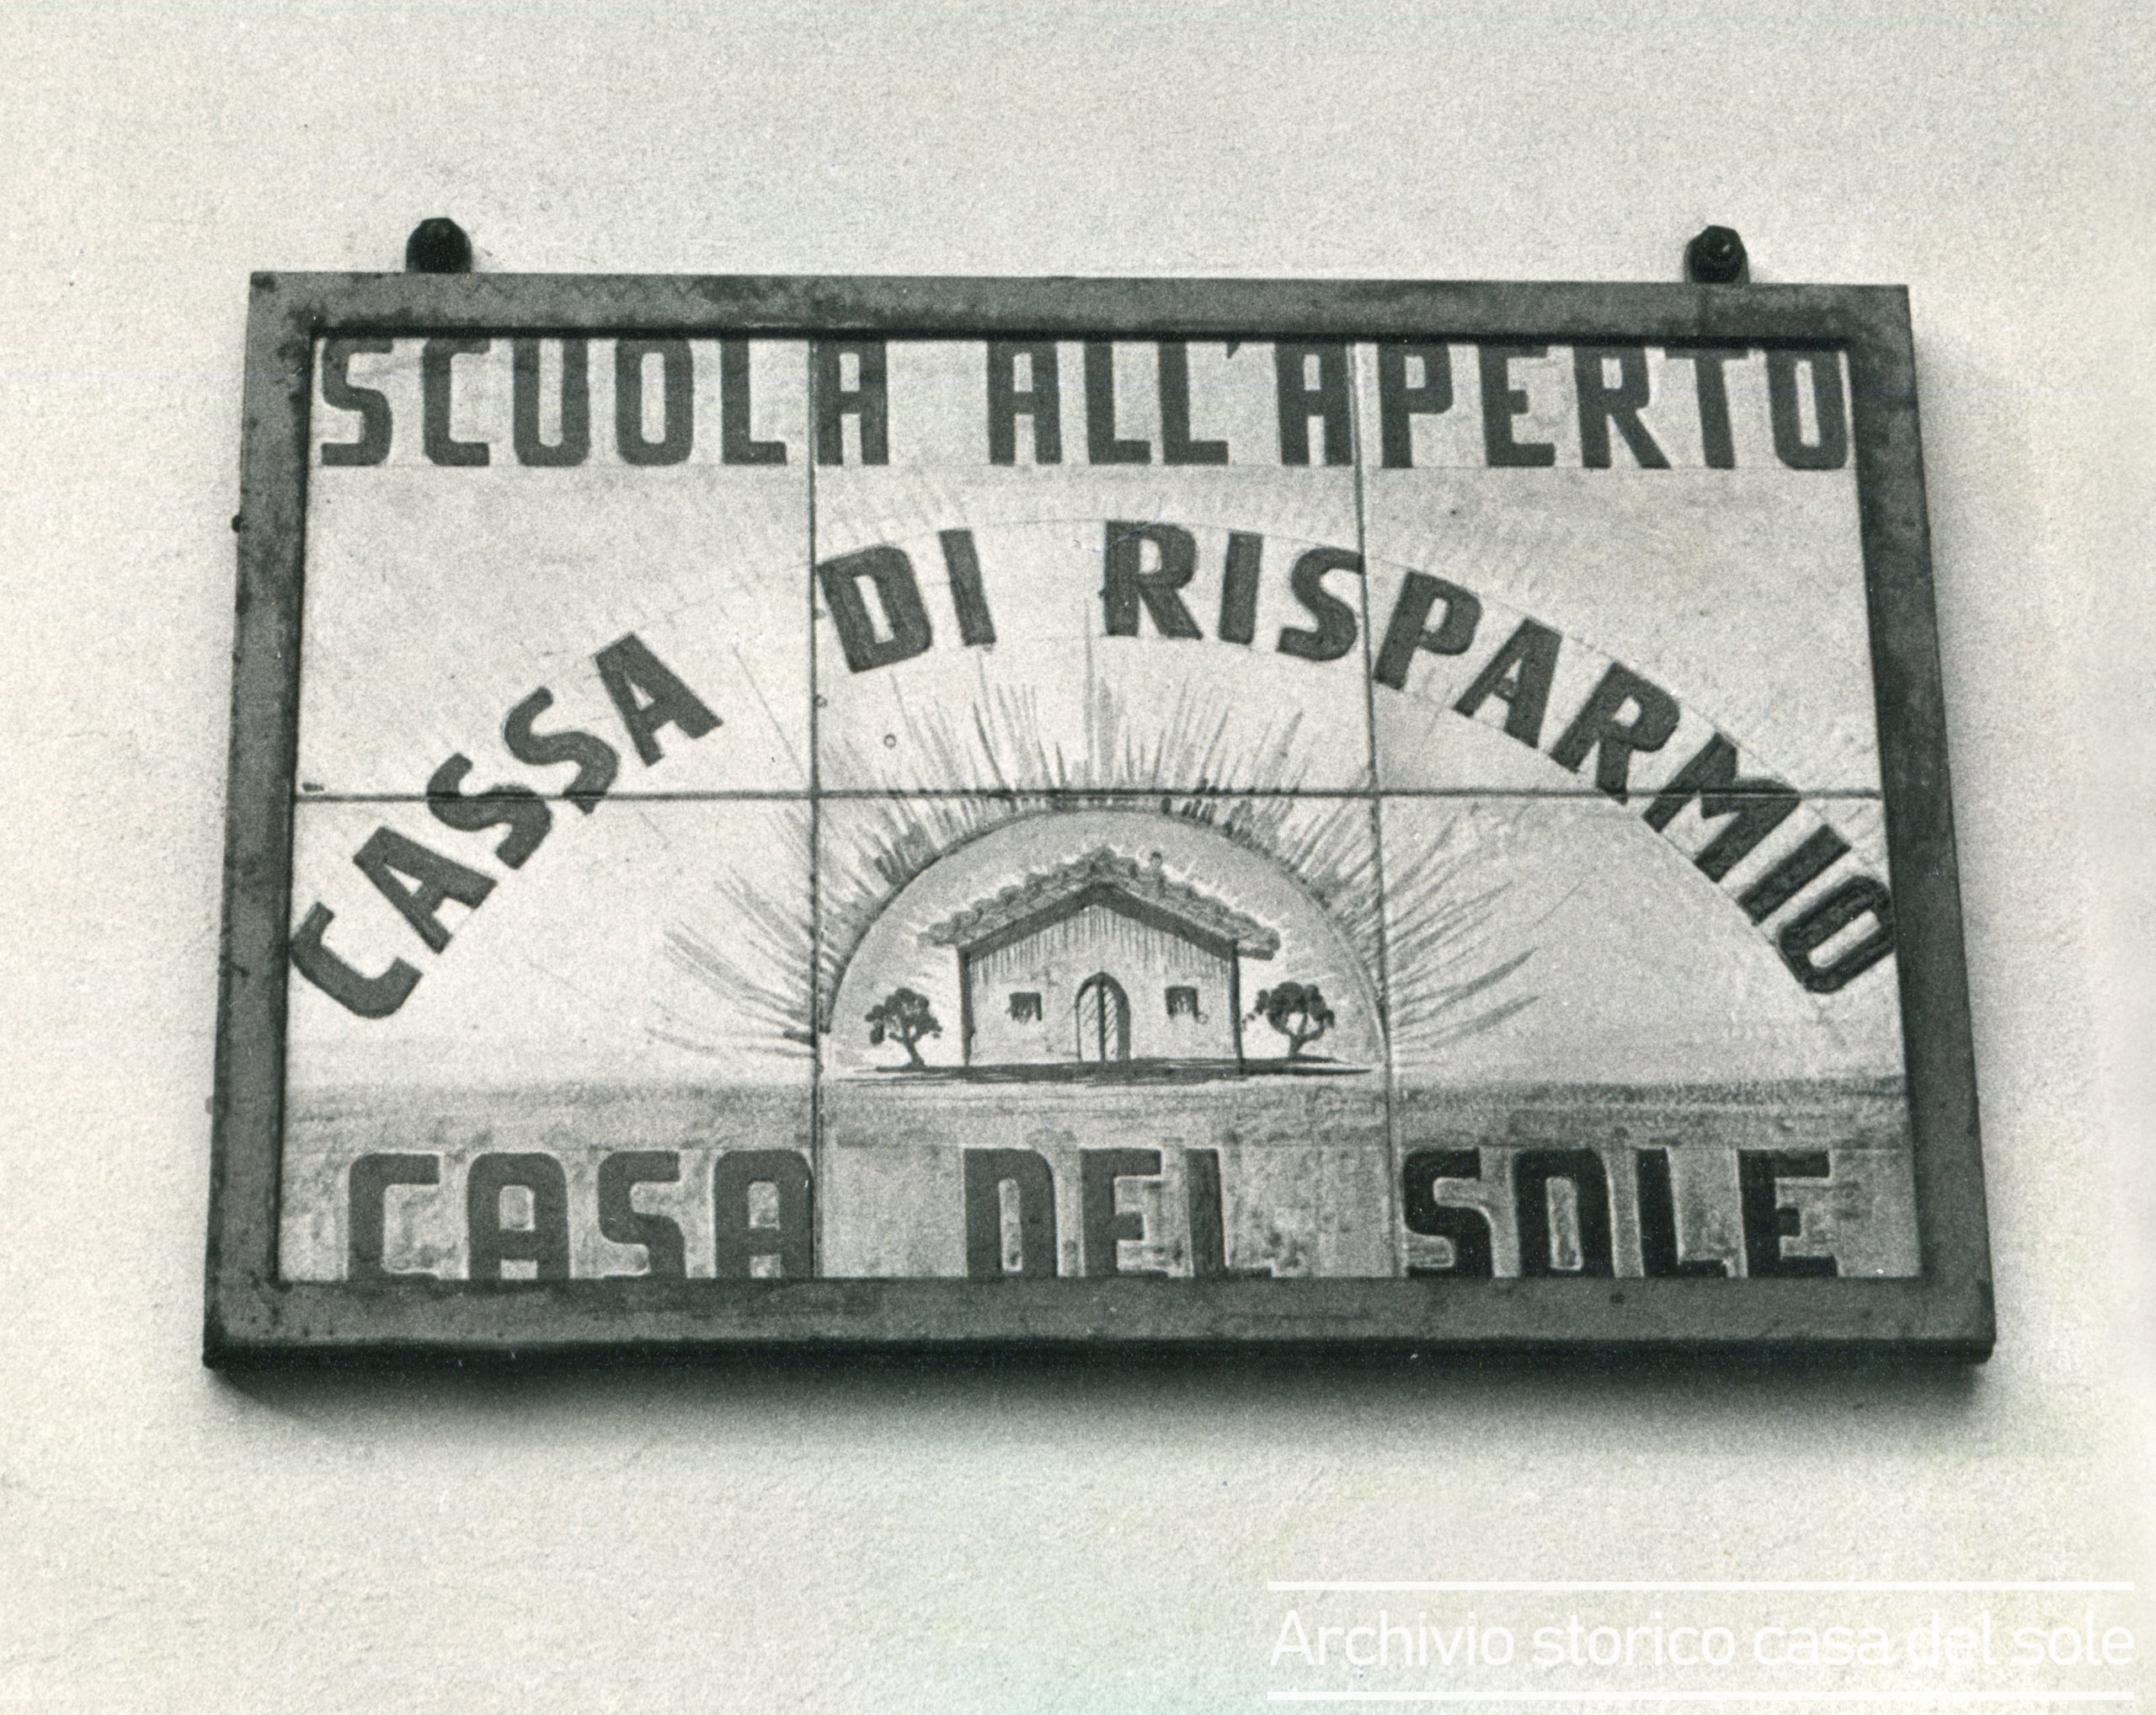 SCUOLA ALL'APERTO
CASSA DI RISPARMIO
CASA DEL SOLE
Archivio storico casa del sole